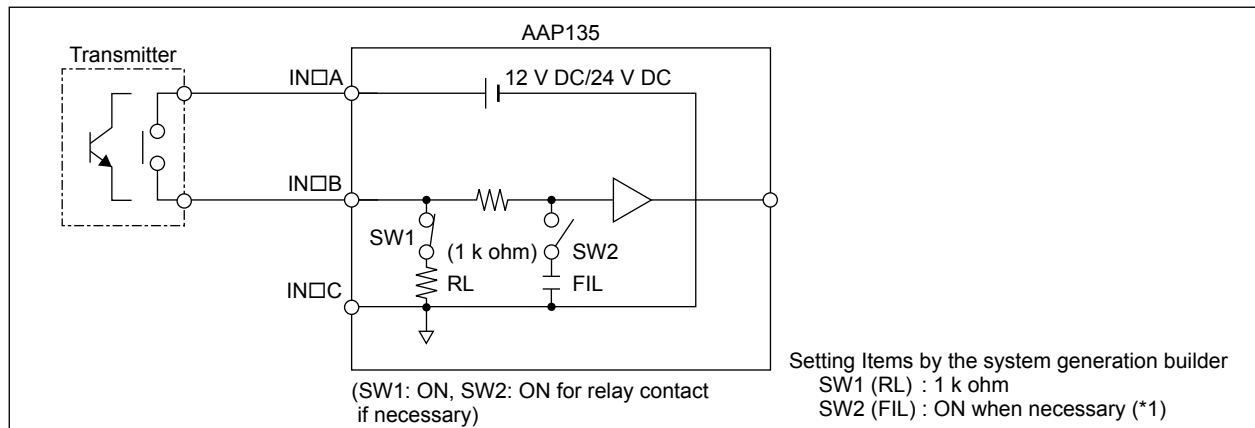 AAP135
Transmitter
IN□A
12 V DC/24 V DC
IN□B
SW1
(1 k ohm)
SW2
RL
FIL
IN□C
(SW1: ON, SW2: ON for relay contact
if necessary)
Setting Items by the system generation builder
SW1 (RL) : 1 k ohm
SW2 (FIL) : ON when necessary (*1)